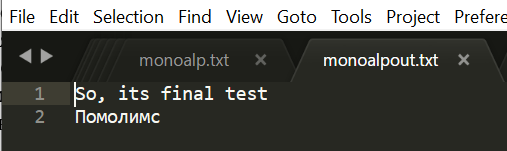 File Edit Selection Find View Goto Tools Project Prefere
monoalp.txt monoalpout.txt
1 So, its final test
2 Помолимс